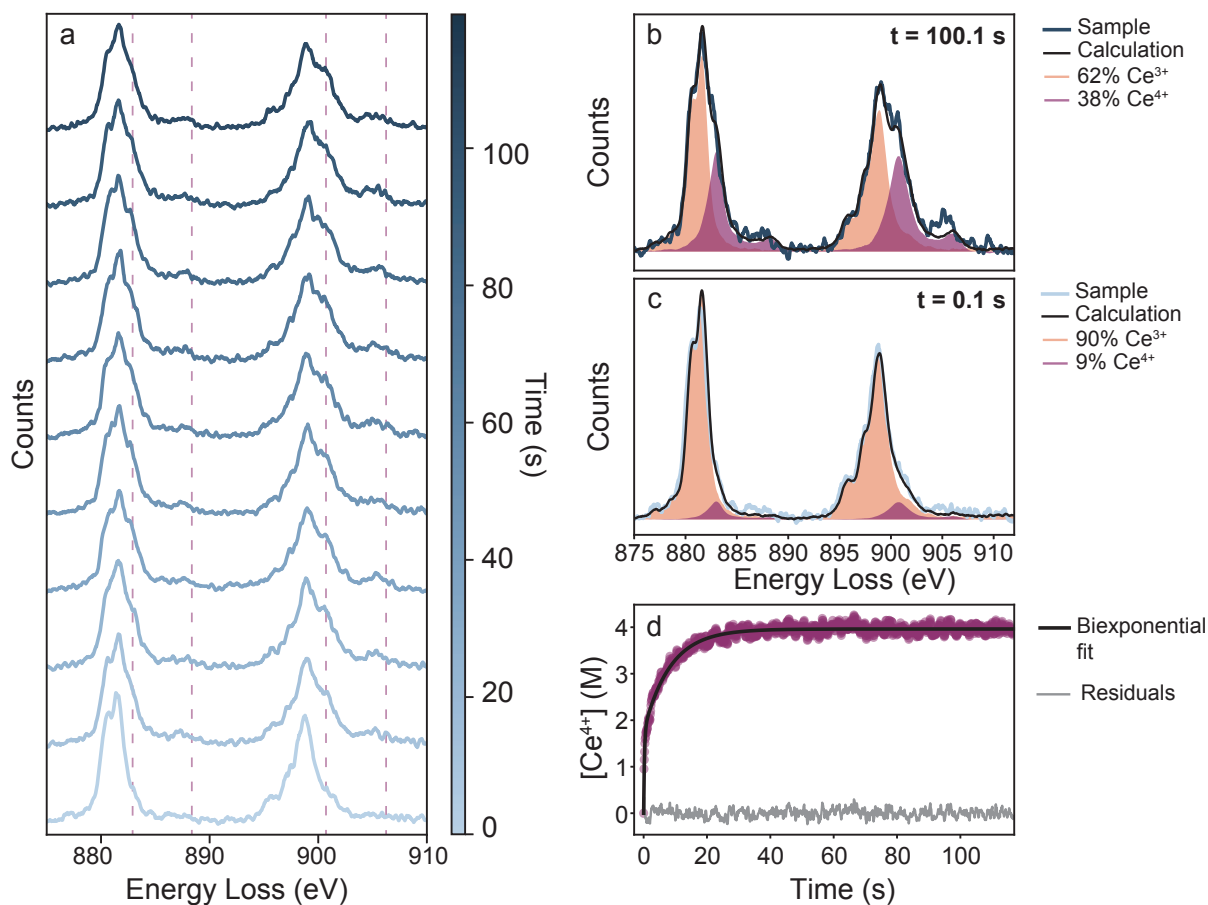 a
Counts
880
890
900
910
Energy Loss (eV)
100
80
60
40
20
0
Time (s)
b
t = 100.1 s
Counts
Sample
Calculation
62% Ce³⁺
38% Ce⁴⁺
c
t = 0.1 s
Counts
Sample
Calculation
90% Ce³⁺
9% Ce⁴⁺
875 880 885 890 895 900 905 910
Energy Loss (eV)
d
[Ce⁴⁺] (M)
4
3
2
1
0
0 20 40 60 80 100
Time (s)
Biexponential
fit
Residuals